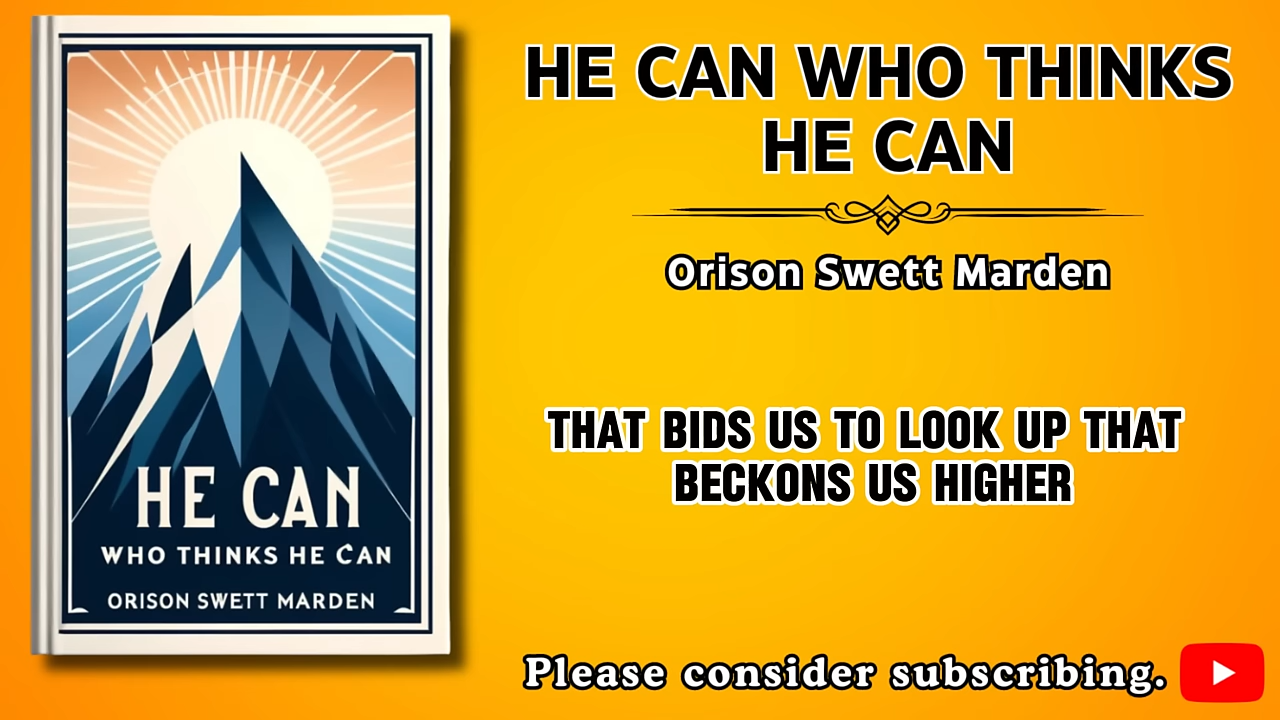 HE CAN
WHO THINKS HE CAN
ORISON SWETT MARDEN
HE CAN WHO THINKS
HE CAN
Orison Swett Marden
THAT BIDS US TO LOOK UP THAT
BECKONS US HIGHER
Please consider subscribing.